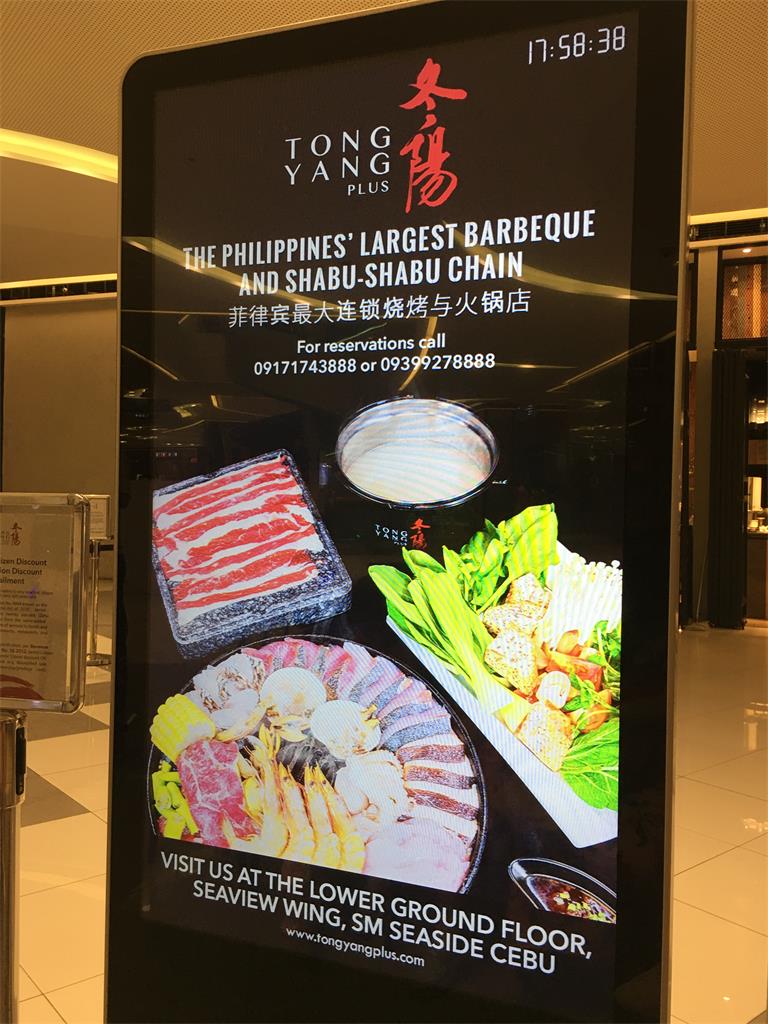 17:58:38
冬陽
TONG
YANG
PLUS
THE PHILIPPINES' LARGEST BARBEQUE
AND SHABU-SHABU CHAIN
菲律宾最大连锁烧烤与火锅店
For reservations call
09171743888 or 09399278888
TONG
YANG
PLUS
冬陽
VISIT US AT THE LOWER GROUND FLOOR,
SEAVIEW WING, SM SEASIDE CEBU
www.tongyangplus.com
Discount
Discount